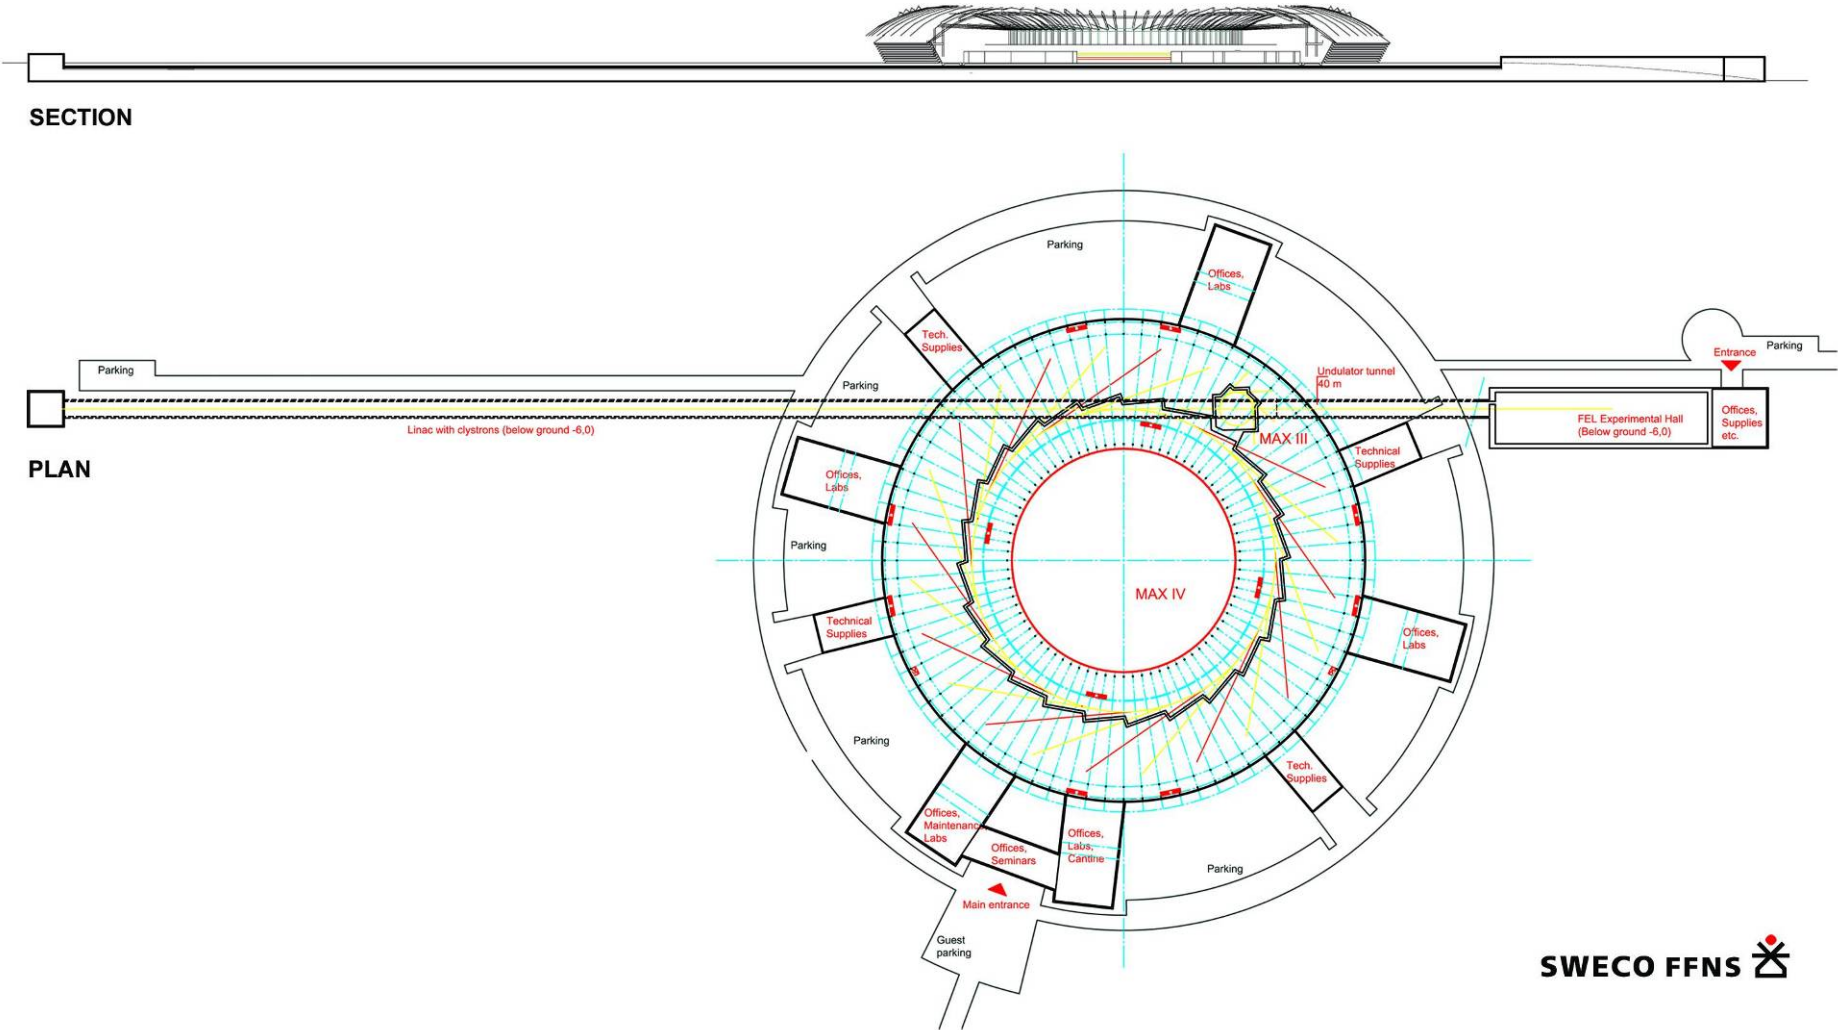 SECTION
Parking
Offices,
Labs
Tech.
Supplies
Parking
Parking
Undulator tunnel
40 m
Entrance
Parking
Linac with clystrons (below ground -6,0)
MAX III
FEL Experimental Hall
(Below ground -6,0)
Offices,
Supplies
etc.
PLAN
Technical
Supplies
Offices,
Labs
Parking
MAX IV
Technical
Supplies
Offices,
Labs
Parking
Tech.
Supplies
Offices,
Maintenance,
Labs
Offices,
Seminars
Offices,
Labs,
Cantine
Parking
Main entrance
Guest
parking
SWECO FFNS